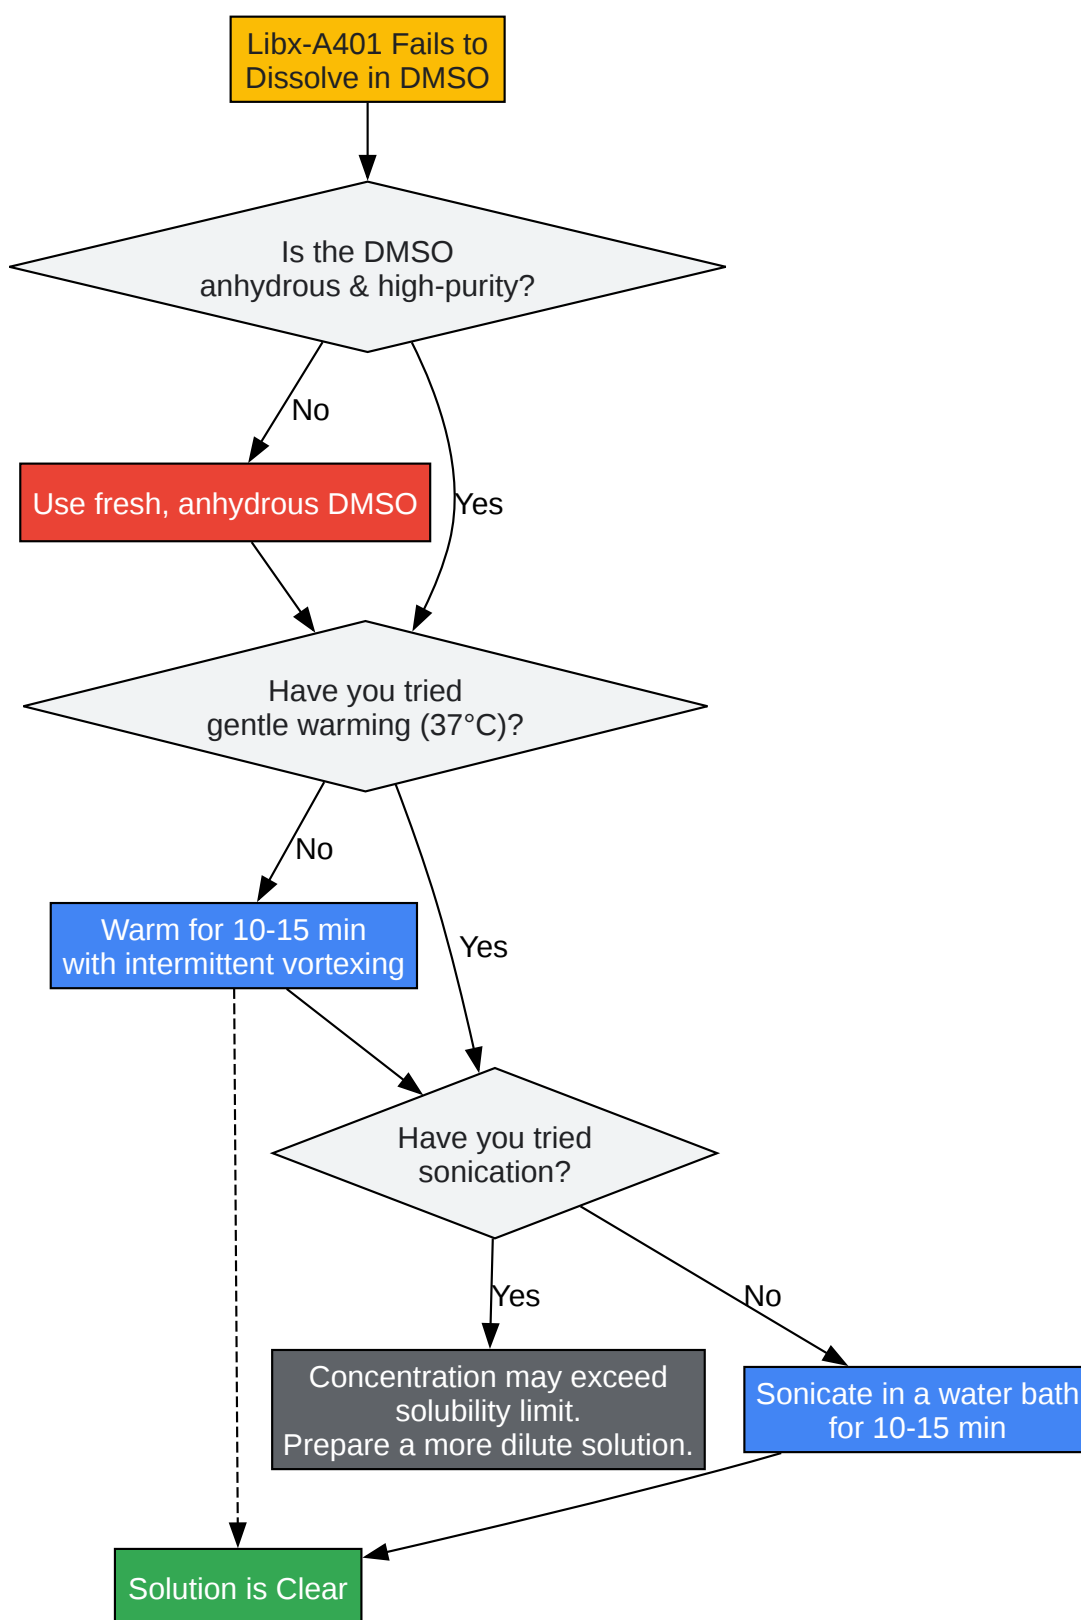 Libx-A401 Fails to
Dissolve in DMSO
Is the DMSO
anhydrous & high-purity?
No
Use fresh, anhydrous DMSO
Yes
Have you tried
gentle warming (37°C)?
No
Warm for 10-15 min
with intermittent vortexing
Yes
Have you tried
sonication?
Yes
No
Concentration may exceed
solubility limit.
Prepare a more dilute solution.
Sonicate in a water bath
for 10-15 min
Solution is Clear